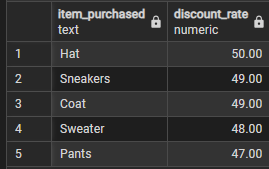 item_purchased discount_rate
text numeric
1 Hat 50.00
2 Sneakers 49.00
3 Coat 49.00
4 Sweater 48.00
5 Pants 47.00